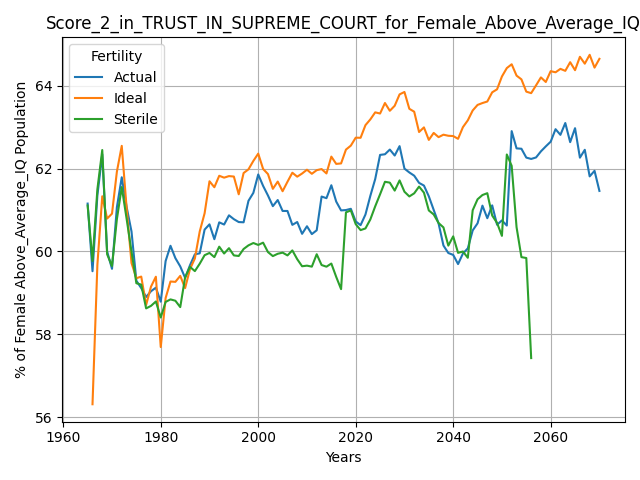 Score_2_in_TRUST_IN_SUPREME_COURT_for_Female_Above_Average_IQ
Fertility
Actual
Ideal
Sterile
% of Female Above_Average_IQ Population
64
62
60
58
56
1960
1980
2000
2020
2040
2060
Years